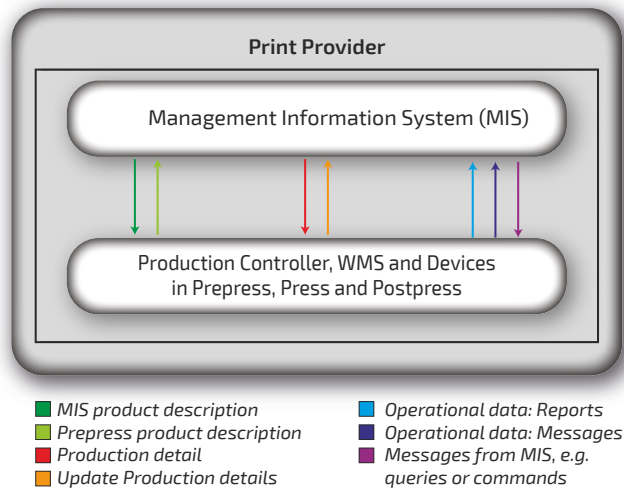 Print Provider
Management Information System (MIS)
Production Controller, WMS and Devices
in Prepress, Press and Postpress
MIS product description
Prepress product description
Production detail
Update Production details
Operational data: Reports
Operational data: Messages
Messages from MIS, e.g.
queries or commands